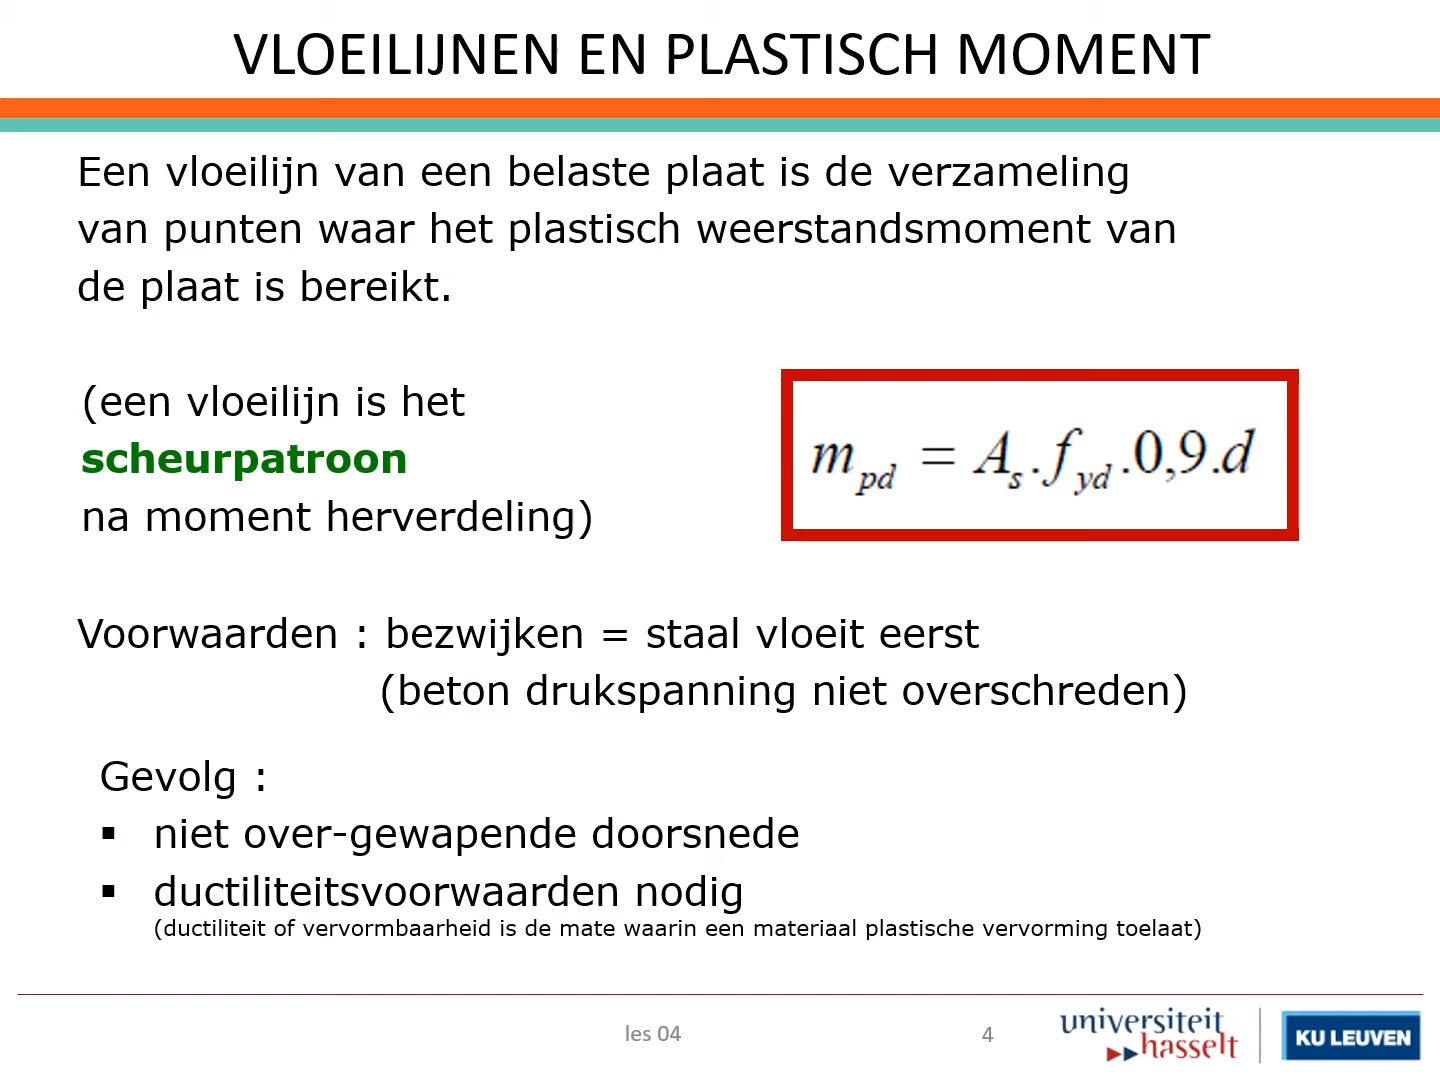 VLOEILIJNEN EN PLASTISCH MOMENT
Een vloeilijn van een belaste plaat is de verzameling
van punten waar het plastisch weerstandsmoment van
de plaat is bereikt.
(een vloeilijn is het
scheurpatroon
na moment herverdeling)
m_pd = A_s.f_yd.0,9.d
Voorwaarden : bezwijken = staal vloeit eerst
(beton drukspanning niet overschreden)
Gevolg :
▪ niet over-gewapende doorsnede
▪ ductiliteitsvoorwaarden nodig
(ductiliteit of vervormbaarheid is de mate waarin een materiaal plastische vervorming toelaat)
les 04
4
universiteit
hasselt
KU LEUVEN